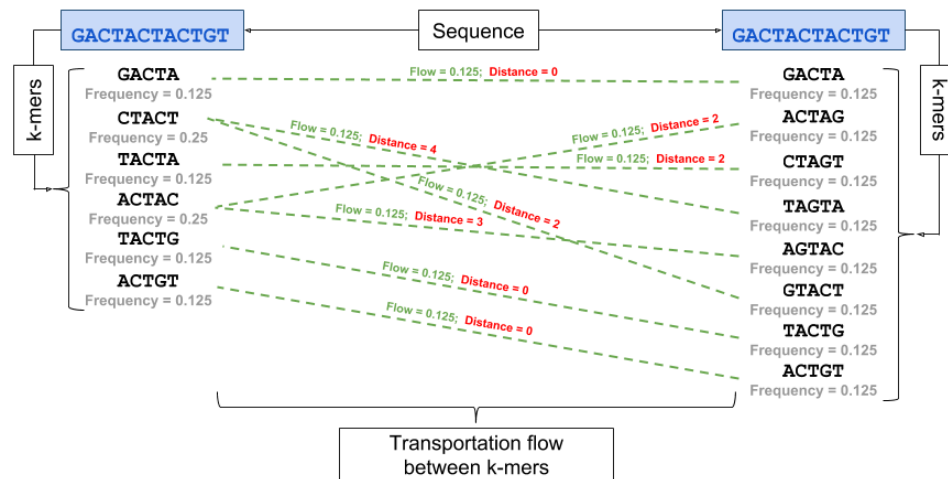 GACTACTACTGT
Sequence
GACTACTACTGT
k-mers
GACTA
Frequency = 0.125
CTACT
Frequency = 0.25
TACTA
Frequency = 0.125
ACTAC
Frequency = 0.25
TACTG
Frequency = 0.125
ACTGT
Frequency = 0.125
Flow = 0.125; Distance = 0
Flow = 0.125; Distance = 4
Flow = 0.125; Distance = 2
Flow = 0.125; Distance = 2
Flow = 0.125; Distance = 2
Flow = 0.125; Distance = 3
Flow = 0.125; Distance = 0
Flow = 0.125; Distance = 0
GACTA
Frequency = 0.125
ACTAG
Frequency = 0.125
CTAGT
Frequency = 0.125
TAGTA
Frequency = 0.125
AGTAC
Frequency = 0.125
GTACT
Frequency = 0.125
TACTG
Frequency = 0.125
ACTGT
Frequency = 0.125
k-mers
Transportation flow
between k-mers